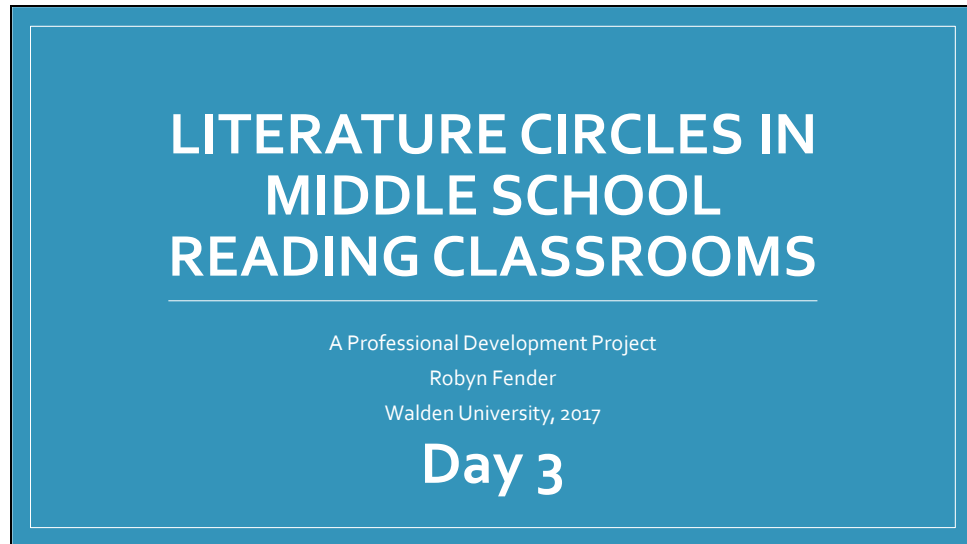 LITERATURE CIRCLES IN
MIDDLE SCHOOL
READING CLASSROOMS
A Professional Development Project
Robyn Fender
Walden University, 2017
Day 3